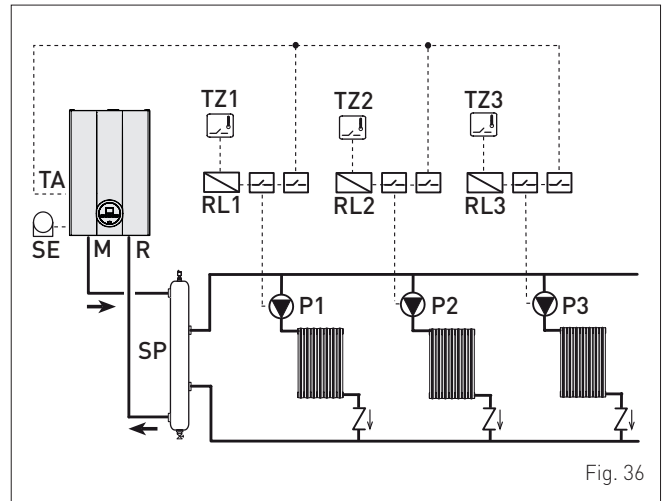 TZ1 TZ2 TZ3
TA
RL1 RL2 RL3
SE M R
P1 P2 P3
SP
Fig. 36